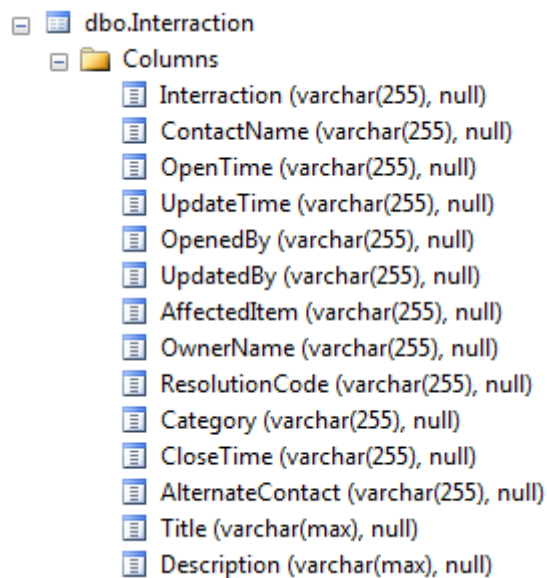 dbo.Interraction
Columns
Interraction (varchar(255), null)
ContactName (varchar(255), null)
OpenTime (varchar(255), null)
UpdateTime (varchar(255), null)
OpenedBy (varchar(255), null)
UpdatedBy (varchar(255), null)
AffectedItem (varchar(255), null)
OwnerName (varchar(255), null)
ResolutionCode (varchar(255), null)
Category (varchar(255), null)
CloseTime (varchar(255), null)
AlternateContact (varchar(255), null)
Title (varchar(max), null)
Description (varchar(max), null)